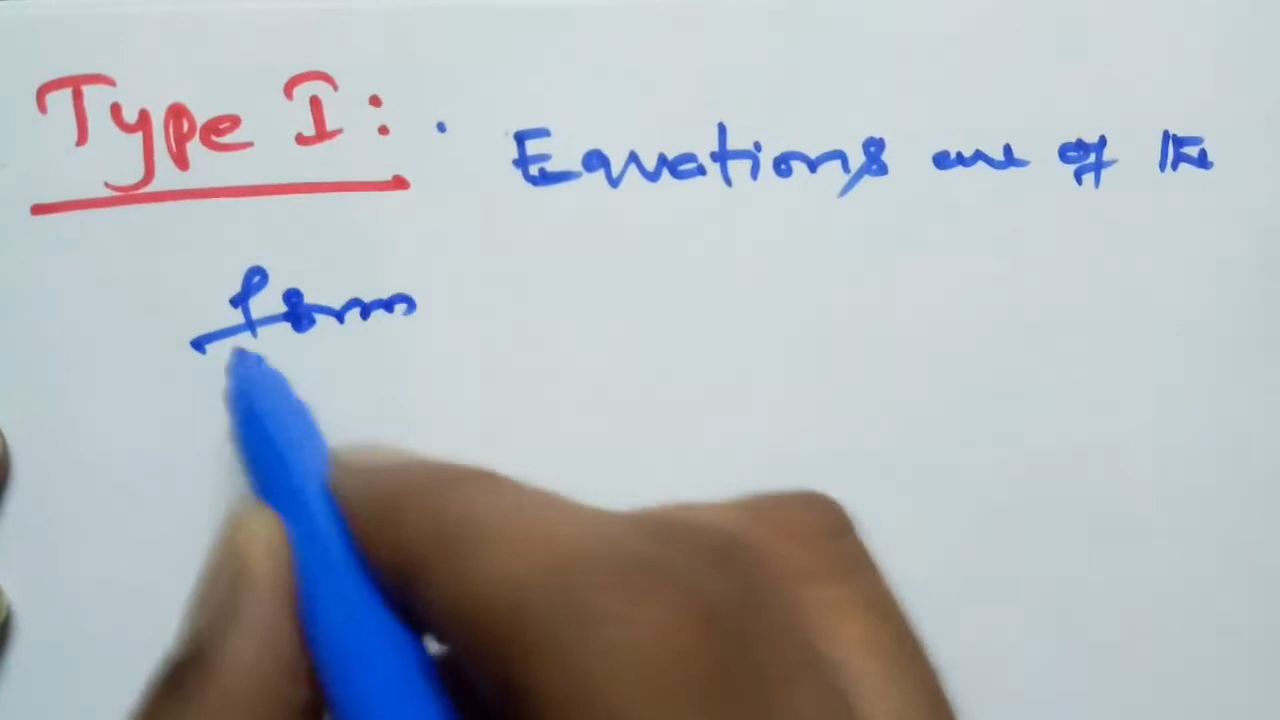 Type I: . Equations are of the
form